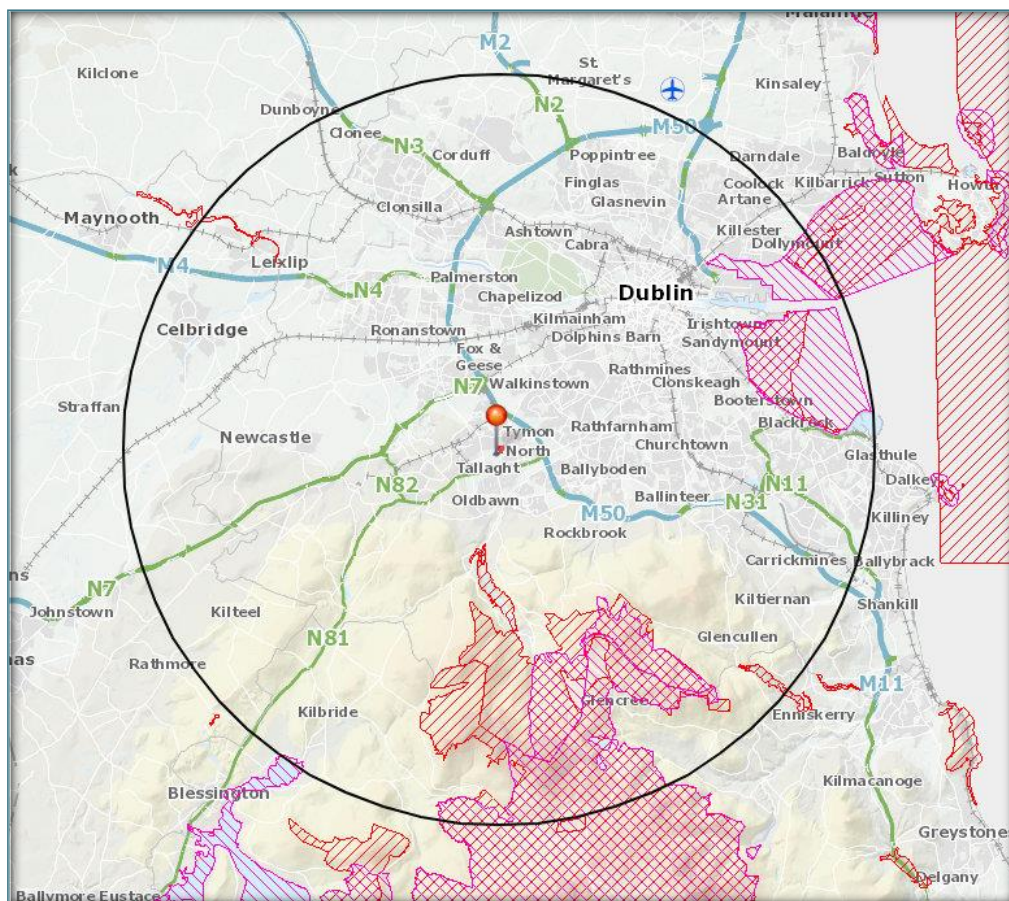 Kilclone
M2
St
Margaret's
Kinsaley
Dunboyne
N2
Clonee
M50
N3
Corduff
Poppintree
Darndale
Baldoyle
Finglas
Coolock
Kilbarrick
Sutton
Howth
Maynooth
Clonsilla
Glasnevin
Artane
Ashtown
Killester
Cabra
Dollymount
M4
Leixlip
N4
Palmerston
Chapelizod
Dublin
Celbridge
Ronanstown
Kilmainham
Irishtown
Dolphins Barn
Sandymount
Fox &
Geese
N7
Walkinstown
Rathmines
Clonskeagh
Straffan
Booterstown
Newcastle
Tymon
North
Rathfarnham
Churchtown
Blackrock
Glasthule
Tallaght
Ballyboden
N82
Oldbawn
Ballinteer
N11
N31
Dalkey
M50
Rockbrook
Killiney
Carrickmines
Ballybrack
ns
N7
Johnstown
Kilteel
Kiltiernan
Shankill
N81
Glencullen
nas
Rathmore
M11
Kilbride
Glencree
Enniskerry
Blessington
Kilmacanoge
Greystone
Delgany
Ballymore Eustace